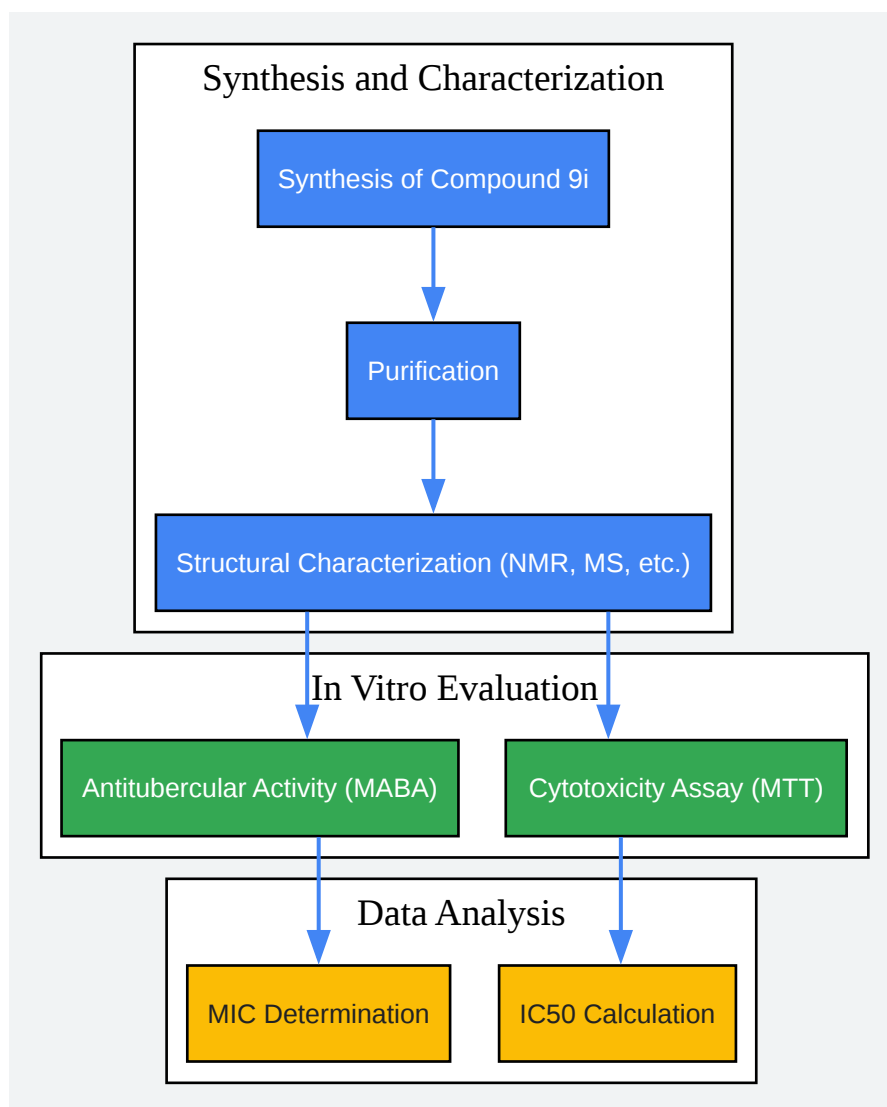 Synthesis and Characterization
Synthesis of Compound 9i
Purification
Structural Characterization (NMR, MS, etc.)
In Vitro Evaluation
Antitubercular Activity (MABA)
Cytotoxicity Assay (MTT)
Data Analysis
MIC Determination
IC50 Calculation